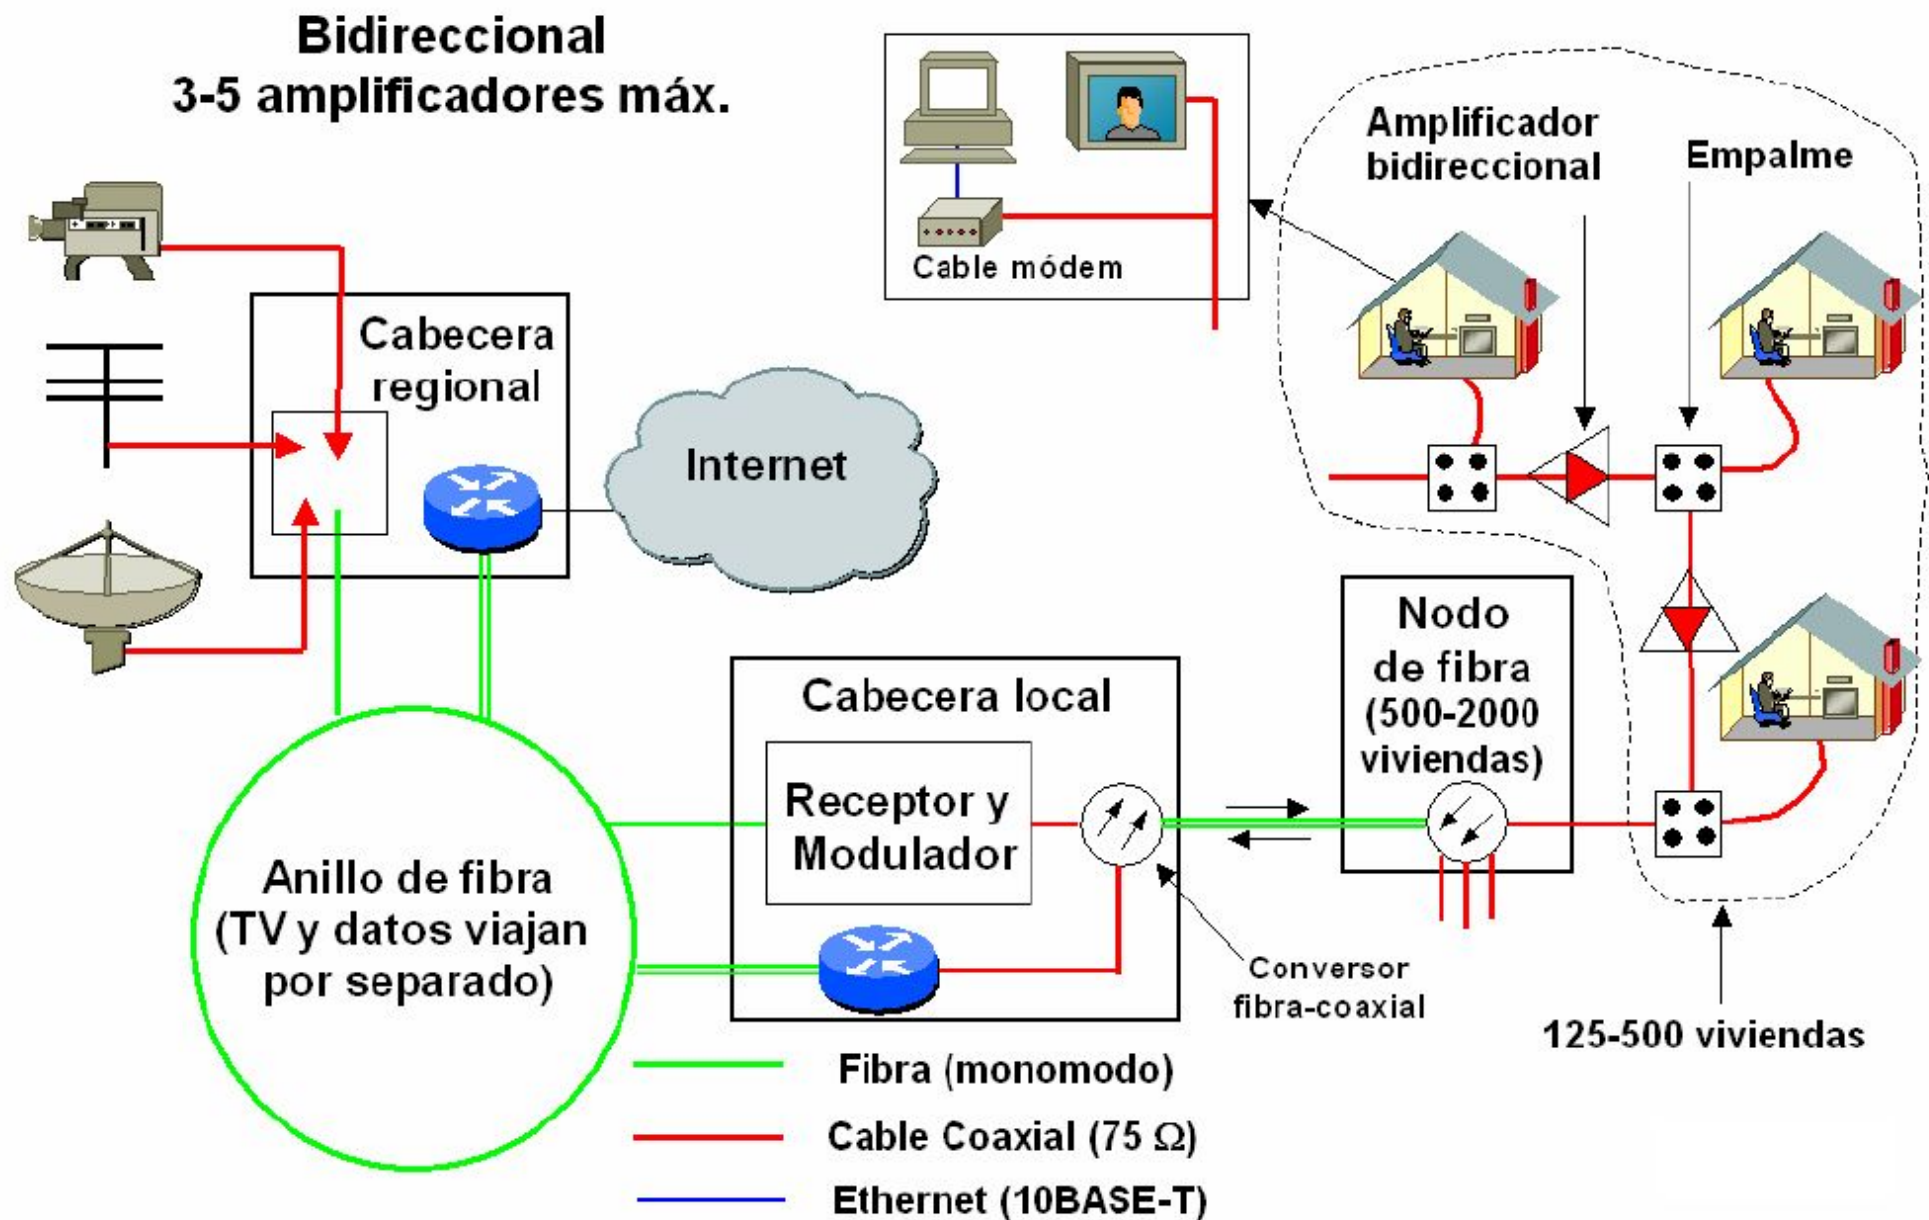 Bidireccional
3-5 amplificadores máx.
Cable módem
Amplificador
bidireccional
Empalme
Cabecera
regional
Internet
Nodo
de fibra
(500-2000
viviendas)
Cabecera local
Receptor y
Modulador
Anillo de fibra
(TV y datos viajan
por separado)
Conversor
fibra-coaxial
125-500 viviendas
Fibra (monomodo)
Cable Coaxial (75 Ω)
Ethernet (10BASE-T)